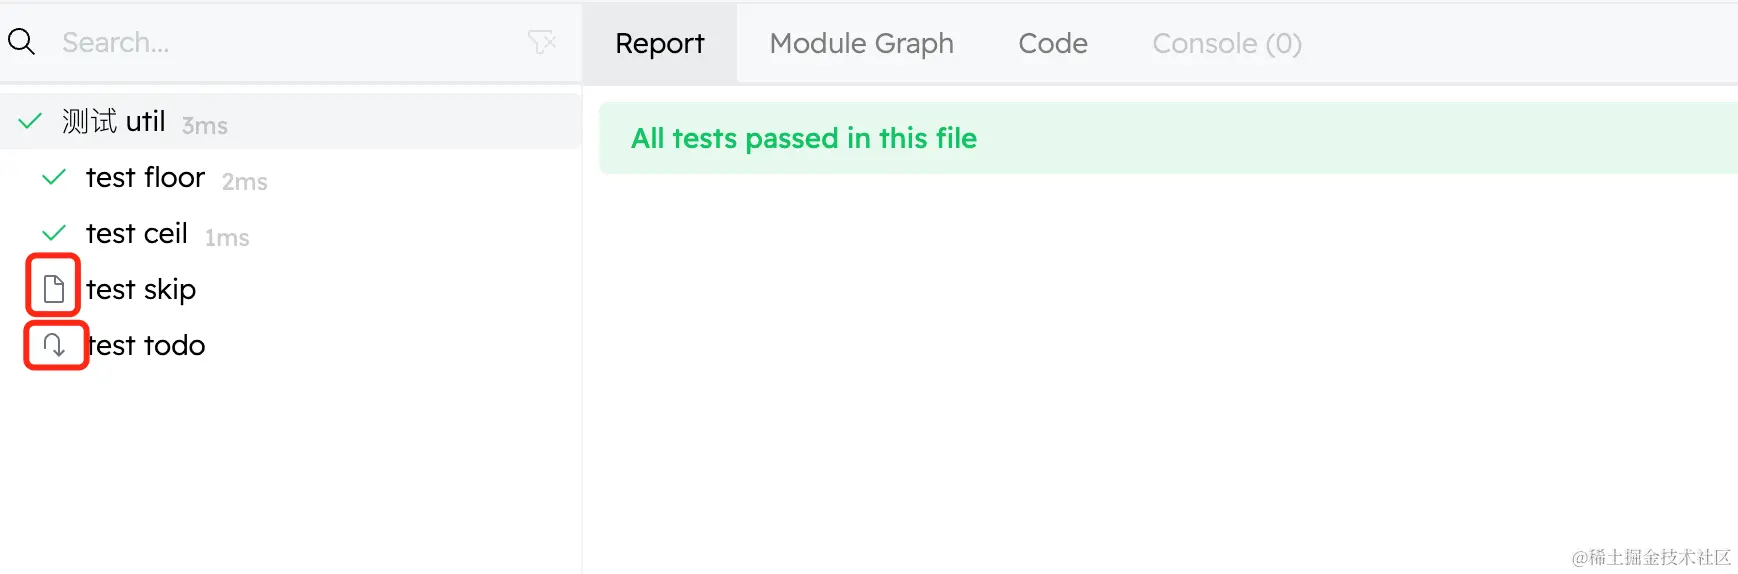 Search...
Report Module Graph Code Console (0)
测试 util 3ms
All tests passed in this file
test floor 2ms
test ceil 1ms
test skip
test todo
@稀土掘金技术社区